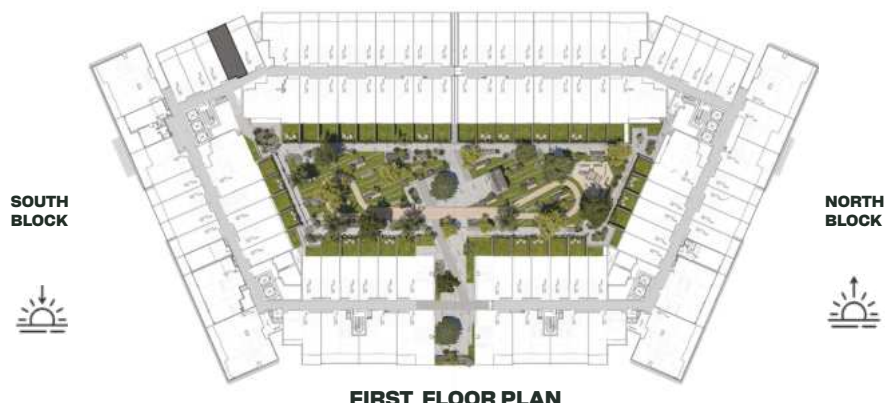 SOUTH
BLOCK
NORTH
BLOCK
FIRST FLOOR PLAN